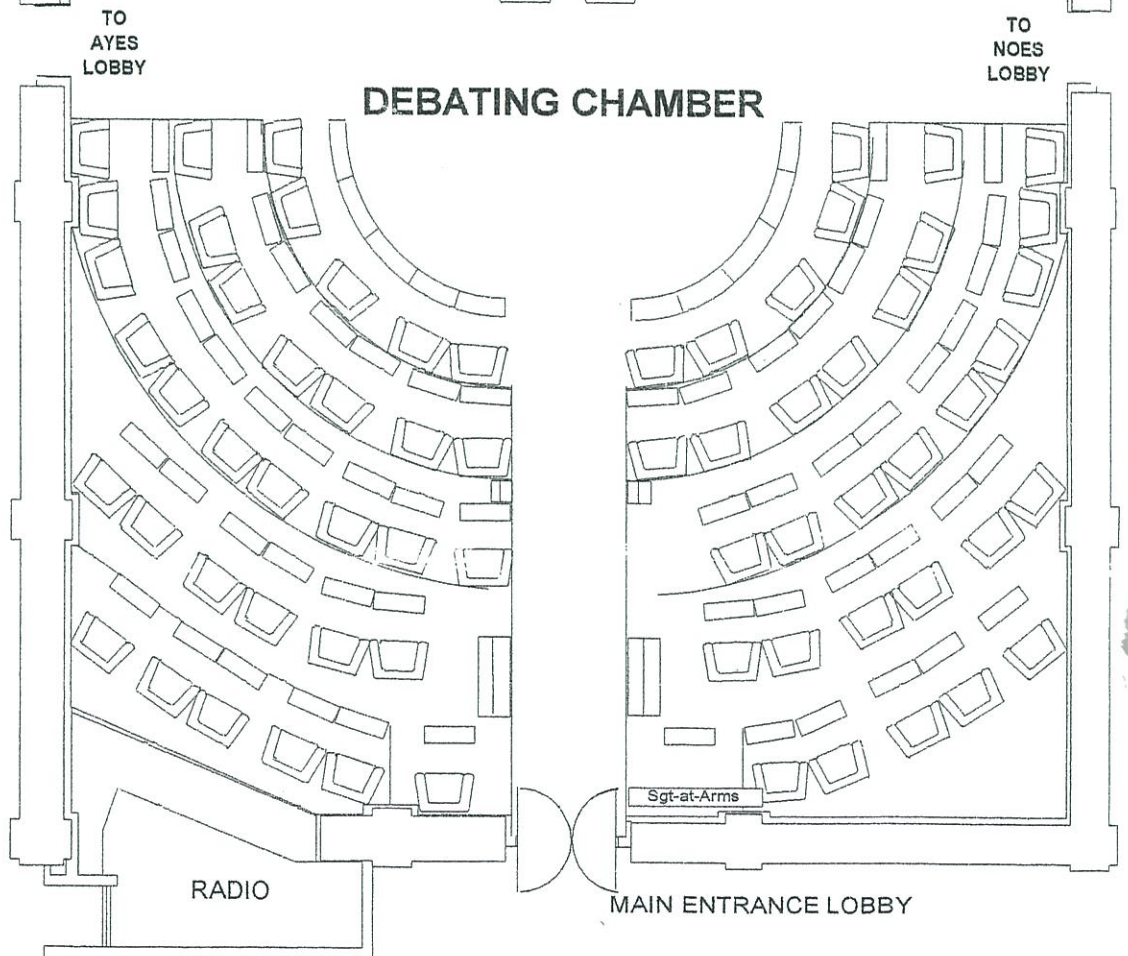 TO
AYES
LOBBY
TO
NOES
LOBBY
DEBATING CHAMBER
Sgt-at-Arms
RADIO
MAIN ENTRANCE LOBBY